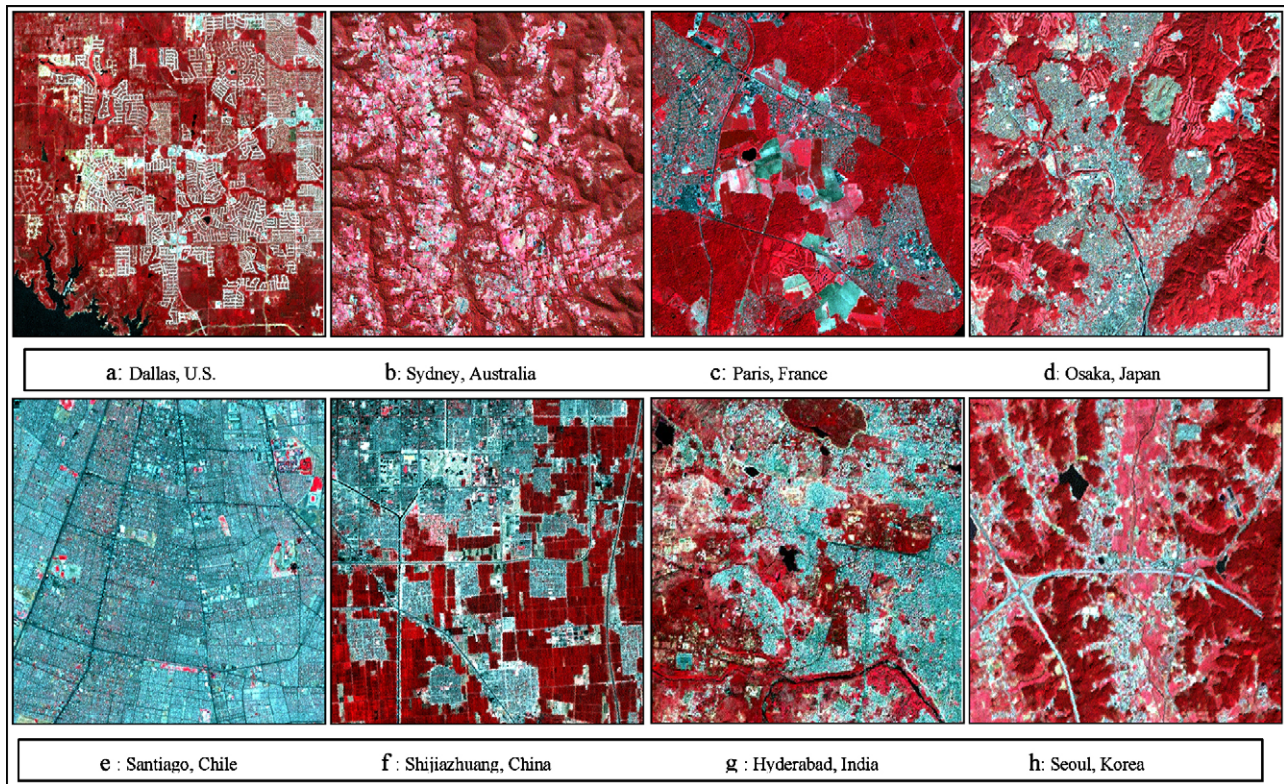 a: Dallas, U.S. b: Sydney, Australia c: Paris, France d: Osaka, Japan
e : Santiago, Chile f : Shijiazhuang, China g : Hyderabad, India h: Seoul, Korea